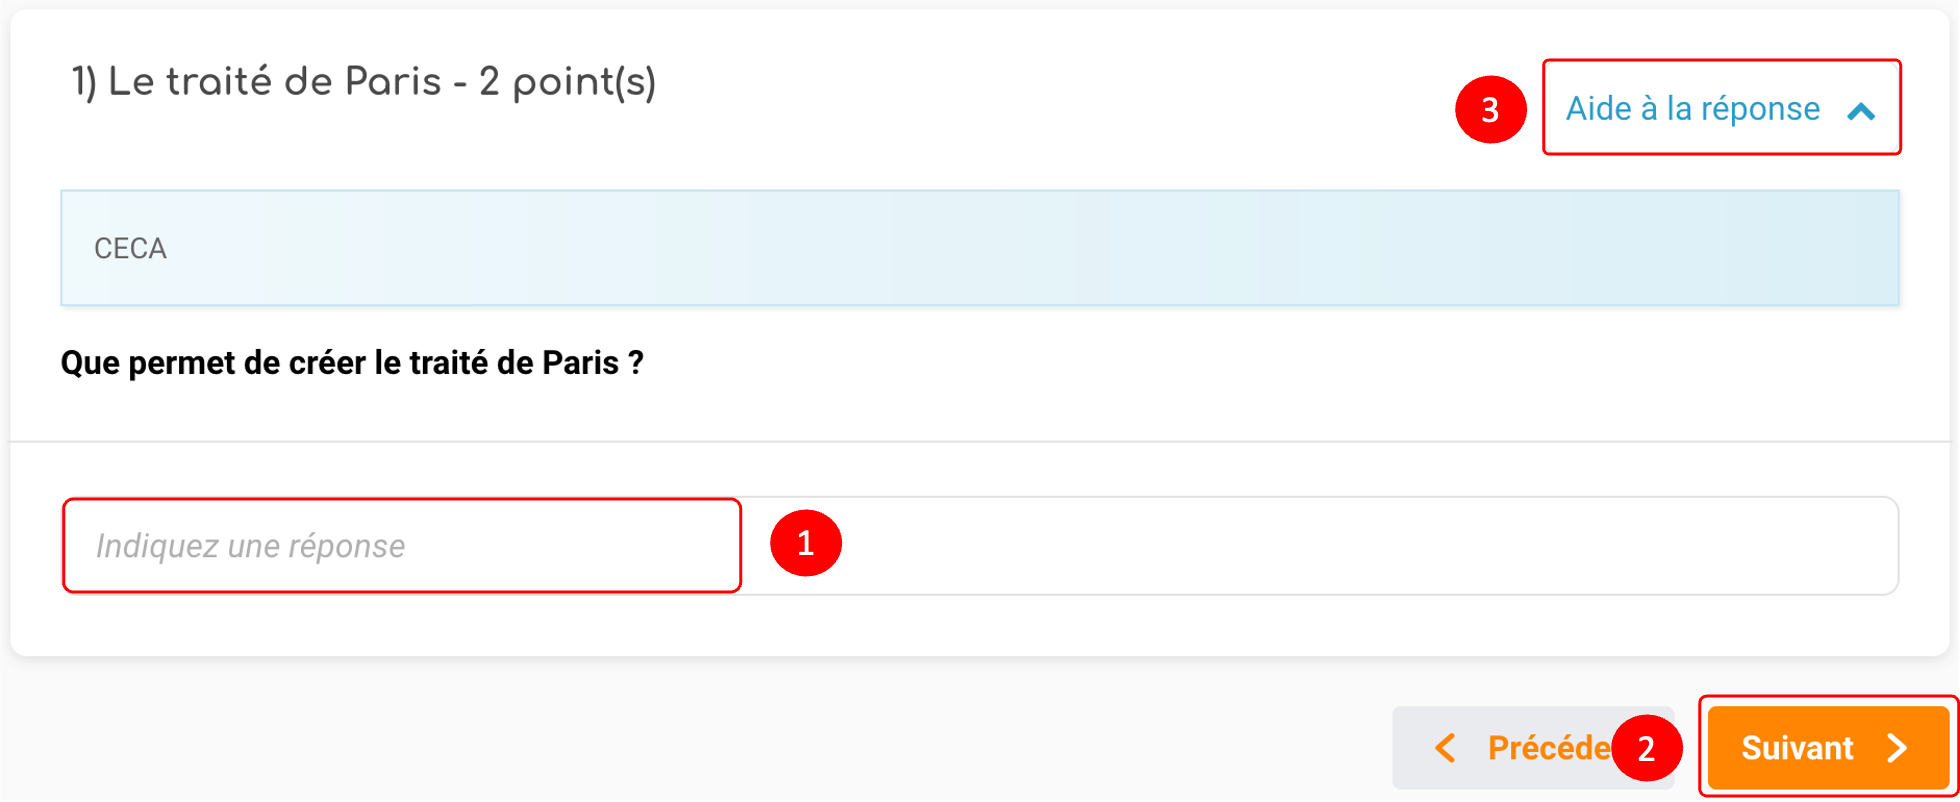 1) Le traité de Paris - 2 point(s)
3
Aide à la réponse
CECA
Que permet de créer le traité de Paris ?
Indiquez une réponse
1
Précéde
2
Suivant